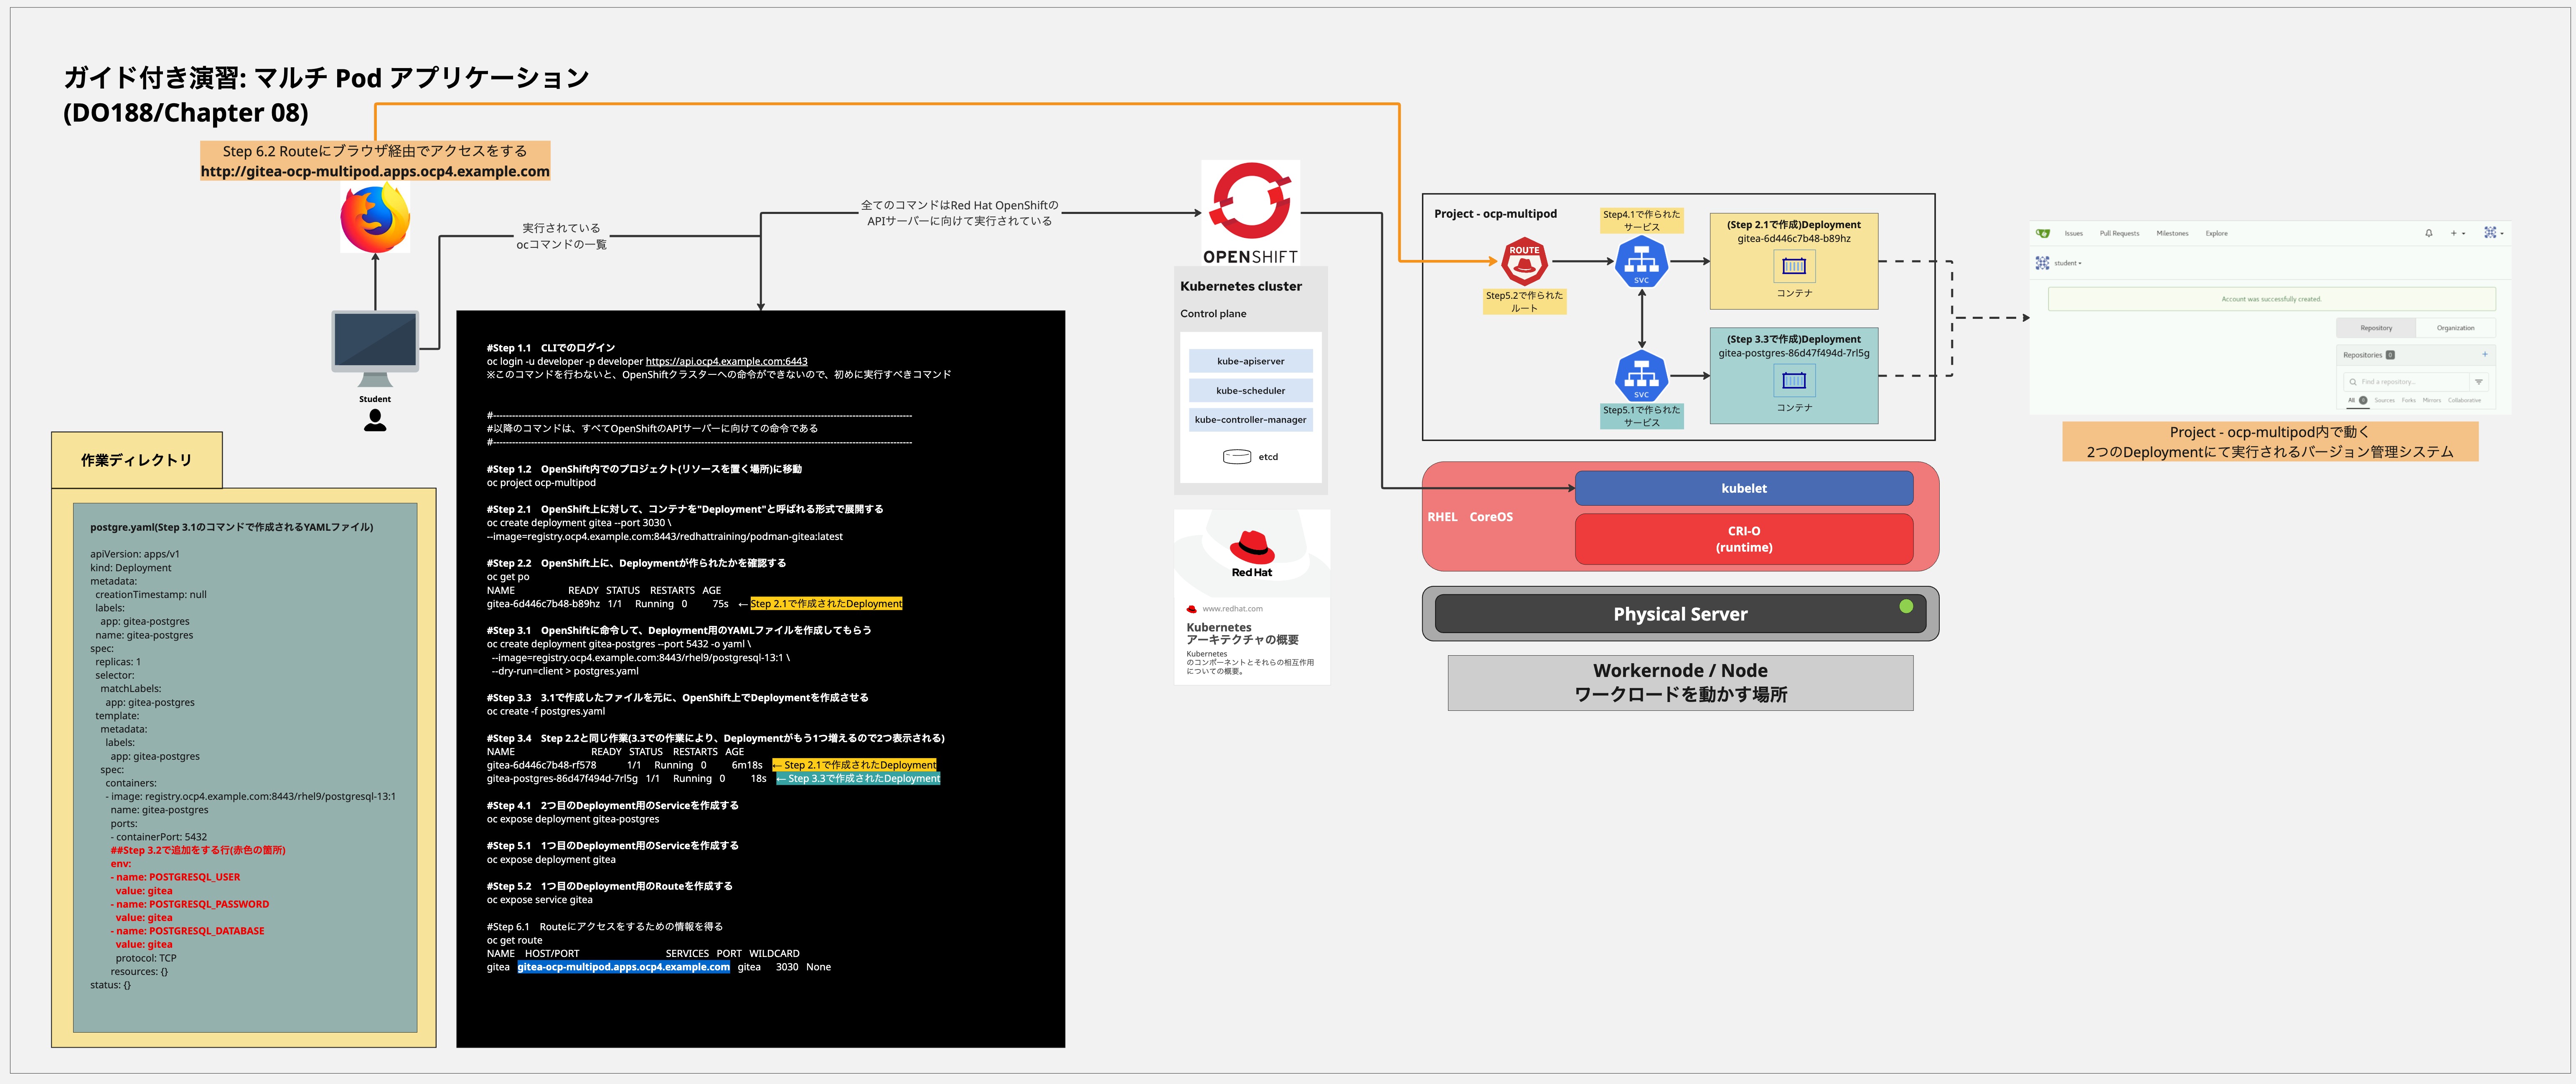 ガイド付き演習: マルチ Pod アプリケーション
(DO188/Chapter 08)
Step 6.2 Routeにブラウザ経由でアクセスをする
http://gitea-ocp-multipod.apps.ocp4.example.com
実行されている
ocコマンドの一覧
全てのコマンドはRed Hat OpenShiftの
APIサーバーに向けて実行されている
Student
作業ディレクトリ
postgre.yaml(Step 3.1のコマンドで作成されるYAMLファイル)
apiVersion: apps/v1
kind: Deployment
metadata:
creationTimestamp: null
labels:
app: gitea-postgres
name: gitea-postgres
spec:
replicas: 1
selector:
matchLabels:
app: gitea-postgres
template:
metadata:
labels:
app: gitea-postgres
spec:
containers:
- image: registry.ocp4.example.com:8443/rhel9/postgresql-13:1
name: gitea-postgres
ports:
- containerPort: 5432
##Step 3.2で追加をする行(赤色の箇所)
env:
- name: POSTGRESQL_USER
value: gitea
- name: POSTGRESQL_PASSWORD
value: gitea
- name: POSTGRESQL_DATABASE
value: gitea
protocol: TCP
resources: {}
status: {}
#Step 1.1 CLIでのログイン
oc login -u developer -p developer https://api.ocp4.example.com:6443
※このコマンドを行わないと、OpenShiftクラスターへの命令ができないので、初めに実行すべきコマンド
#------------------------------------------------------------
#以降のコマンドは、すべてOpenShiftのAPIサーバーに向けての命令である
#------------------------------------------------------------
#Step 1.2 OpenShift内でのプロジェクト(リソースを置く場所)に移動
oc project ocp-multipod
#Step 2.1 OpenShift上に対して、コンテナを"Deployment"と呼ばれる形式で展開する
oc create deployment gitea --port 3030 \
--image=registry.ocp4.example.com:8443/redhattraining/podman-gitea:latest
#Step 2.2 OpenShift上に、Deploymentが作られたかを確認する
oc get po
NAME READY STATUS RESTARTS AGE
gitea-6d446c7b48-b89hz 1/1 Running 0 75s ← Step 2.1で作成されたDeployment
#Step 3.1 OpenShiftに命令して、Deployment用のYAMLファイルを作成してもらう
oc create deployment gitea-postgres --port 5432 -o yaml \
--image=registry.ocp4.example.com:8443/rhel9/postgresql-13:1 \
--dry-run=client > postgres.yaml
#Step 3.3 3.1で作成したファイルを元に、OpenShift上でDeploymentを作成させる
oc create -f postgres.yaml
#Step 3.4 Step 2.2と同じ作業(3.3での作業により、Deploymentがもう1つ増えるので2つ表示される)
NAME READY STATUS RESTARTS AGE
gitea-6d446c7b48-rf578 1/1 Running 0 6m18s ← Step 2.1で作成されたDeployment
gitea-postgres-86d47f494d-7rl5g 1/1 Running 0 18s ← Step 3.3で作成されたDeployment
#Step 4.1 2つ目のDeployment用のServiceを作成する
oc expose deployment gitea-postgres
#Step 5.1 1つ目のDeployment用のServiceを作成する
oc expose deployment gitea
#Step 5.2 1つ目のDeployment用のRouteを作成する
oc expose service gitea
#Step 6.1 Routeにアクセスをするための情報を得る
oc get route
NAME HOST/PORT SERVICES PORT WILDCARD
gitea gitea-ocp-multipod.apps.ocp4.example.com gitea 3030 None
OPENSHIFT
Kubernetes cluster
Control plane
kube-apiserver
kube-scheduler
kube-controller-manager
etcd
Red Hat
www.redhat.com
Kubernetes
アーキテクチャの概要
Kubernetes
のコンポーネントとそれらの相互作用
についての概要。
Project - ocp-multipod
ROUTE
Step5.2で作られた
ルート
Step4.1で作られた
サービス
SVC
SVC
Step5.1で作られた
サービス
(Step 2.1で作成)Deployment
gitea-6d446c7b48-b89hz
コンテナ
(Step 3.3で作成)Deployment
gitea-postgres-86d47f494d-7rl5g
コンテナ
RHEL CoreOS
kubelet
CRI-O
(runtime)
Physical Server
Workernode / Node
ワークロードを動かす場所
Issues Pull Requests Milestones Explore
student
Account was successfully created.
Repository Organization
Repositories 0
Find a repository...
All 0 Sources Forks Mirrors Collaborative
Project - ocp-multipod内で動く
2つのDeploymentにて実行されるバージョン管理システム